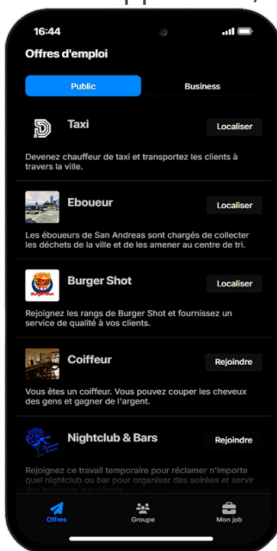 16:44
Offres d'emploi
Public
Business
Taxi
Localiser
Devenez chauffeur de taxi et transportez les clients à
travers la ville.
Eboueur
Localiser
Les éboueurs de San Andreas sont chargés de collecter
les déchets de la ville et de les amener au centre de tri.
Burger Shot
Localiser
Rejoignez les rangs de Burger Shot et fournissez un
service de qualité à vos clients.
Coiffeur
Rejoindre
Vous êtes un coiffeur. Vous pouvez couper les cheveux
des gens et gagner de l'argent.
Nightclub & Bars
Rejoindre
Rejoignez ce travail temporaire pour réclamer n'importe
quel nightclub ou bar pour organiser des soirées et servir
des boissons aux clients.
Offres
Groupe
Mon job